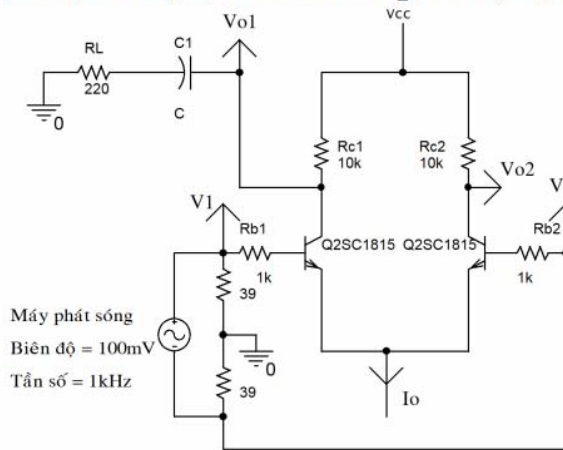 Vcc
Vo1
RL
220
C1
C
0
Rc1
10k
Rc2
10k
Vo2
V1
Rb1
1k
Q2SC1815
Q2SC1815
Rb2
1k
39
0
39
Máy phát sóng
Biên độ = 100mV
Tần số = 1kHz
Io